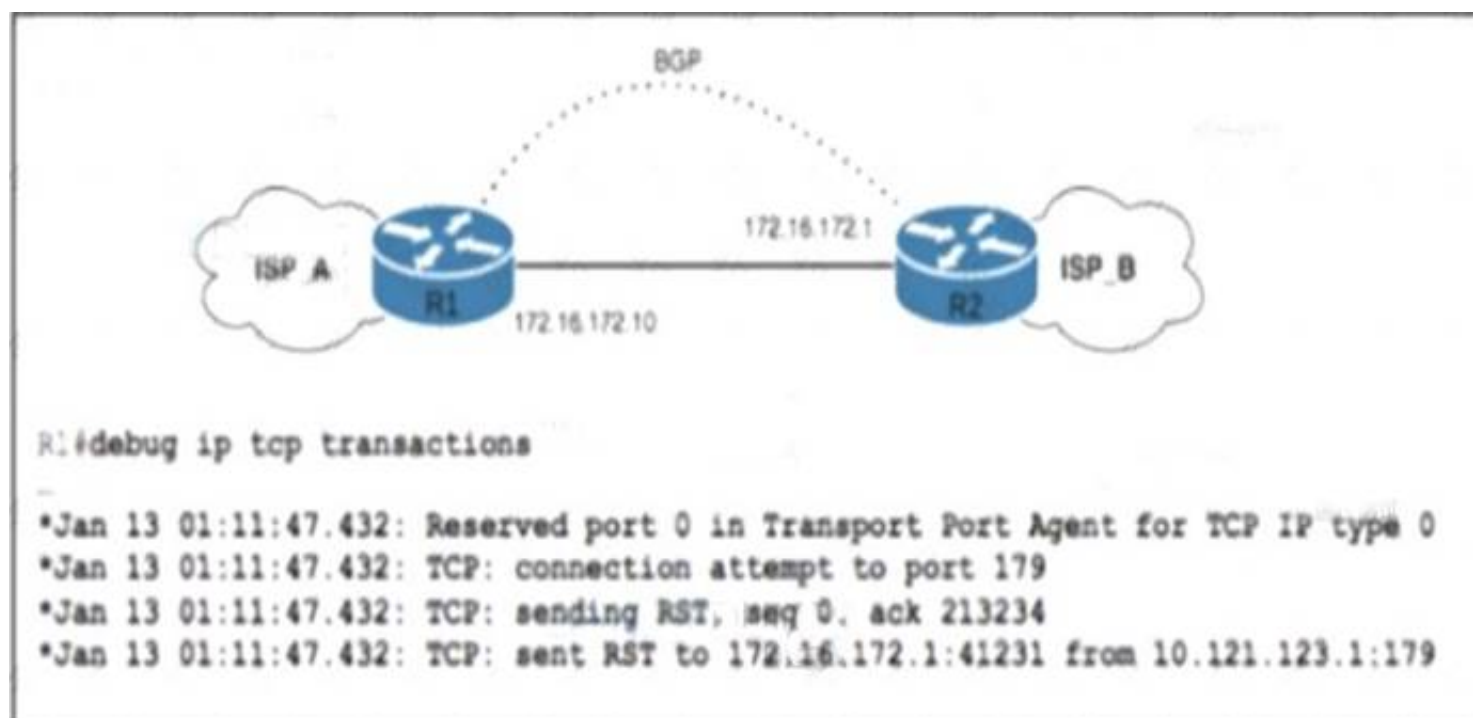 BGP
172.16.172.1
ISP_A
R1
R2
ISP_B
172.16.172.10
R1#debug ip tcp transactions
*Jan 13 01:11:47.432: Reserved port 0 in Transport Port Agent for TCP IP type 0
*Jan 13 01:11:47.432: TCP: connection attempt to port 179
*Jan 13 01:11:47.432: TCP: sending RST, seq 0, ack 213234
*Jan 13 01:11:47.432: TCP: sent RST to 172.16.172.1:41231 from 10.121.123.1:179